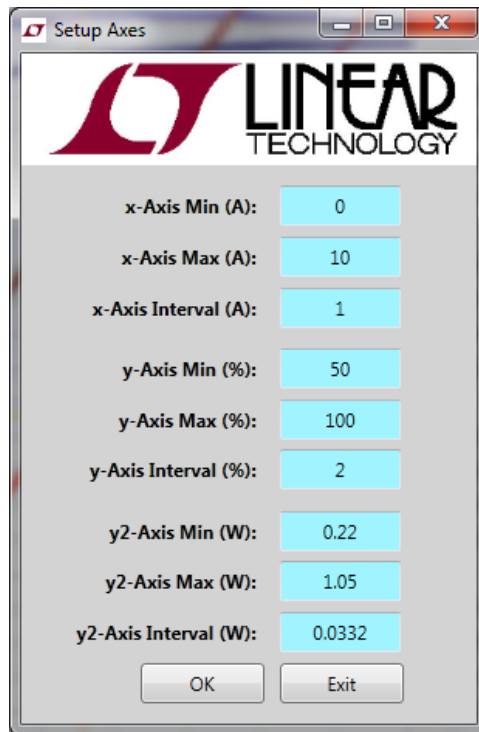 Setup Axes
LINEAR
TECHNOLOGY
x-Axis Min (A): 0
x-Axis Max (A): 10
x-Axis Interval (A): 1
y-Axis Min (%): 50
y-Axis Max (%): 100
y-Axis Interval (%): 2
y2-Axis Min (W): 0.22
y2-Axis Max (W): 1.05
y2-Axis Interval (W): 0.0332
OK Exit